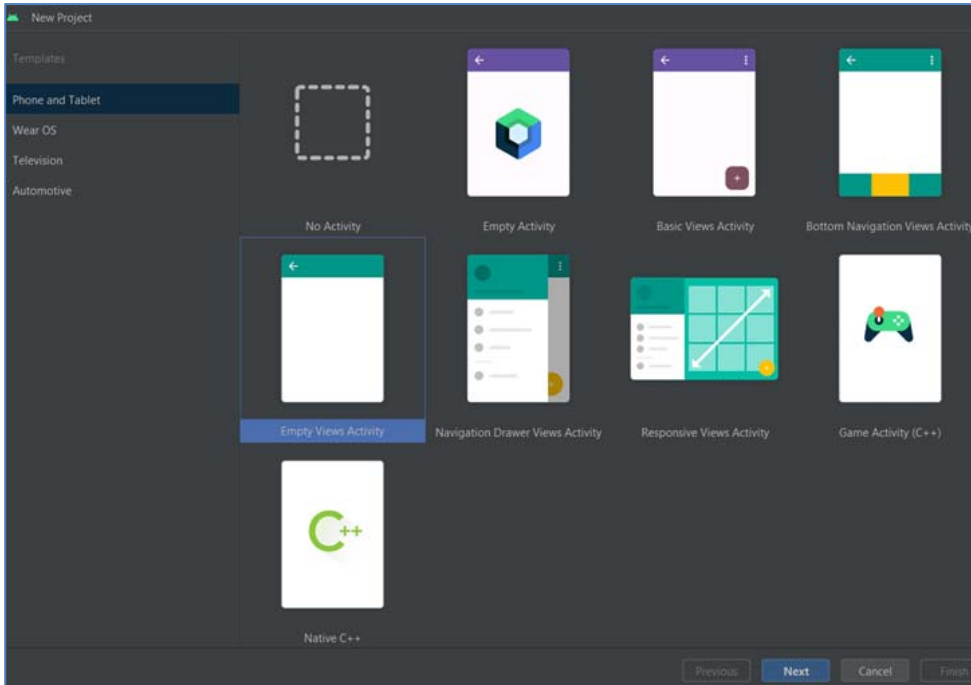 New Project
Templates
Phone and Tablet
Wear OS
Television
Automotive
No Activity
Empty Activity
Basic Views Activity
Bottom Navigation Views Activity
Empty Views Activity
Navigation Drawer Views Activity
Responsive Views Activity
Game Activity (C++)
C++
Native C++
Previous
Next
Cancel
Finish